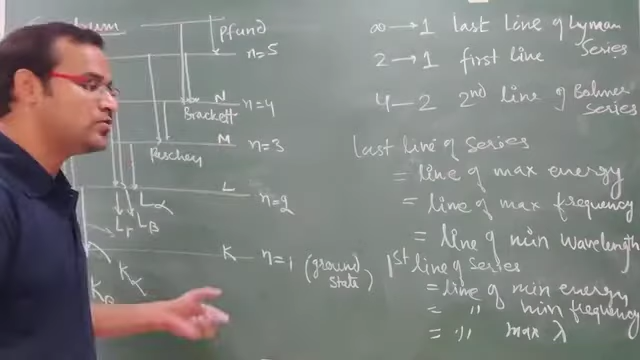 Pfund
n=5
N
n=4
Brackett
M
n=3
Paschen
L
n=2
Lα
Lβ
Lγ
K
n=1 (ground state)
Kα
Kβ
∞ → 1 last line of Lyman Series
2 → 1 first line
4 — 2 2nd line of Balmer series
last line of series
= line of max energy
= line of max frequency
= line of min wavelength
1st line of Series
= line of min energy
= " min frequency
= " max λ